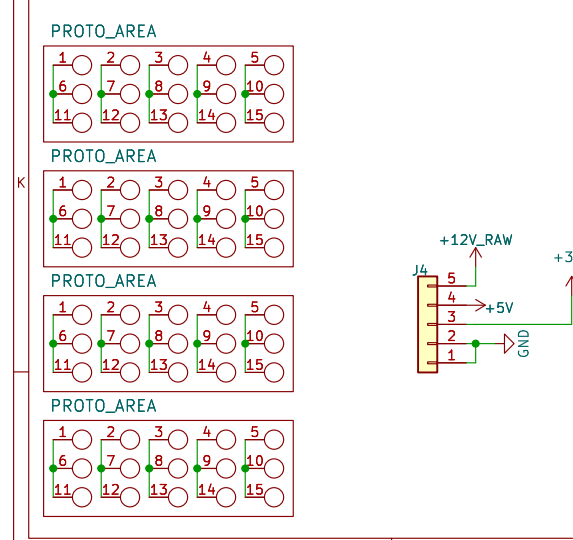 PROTO_AREA
1 2 3 4 5
6 7 8 9 10
11 12 13 14 15
PROTO_AREA
1 2 3 4 5
6 7 8 9 10
11 12 13 14 15
K
PROTO_AREA
1 2 3 4 5
6 7 8 9 10
11 12 13 14 15
PROTO_AREA
1 2 3 4 5
6 7 8 9 10
11 12 13 14 15
+12V_RAW
+3
J4
5
4
+5V
3
2
GND
1